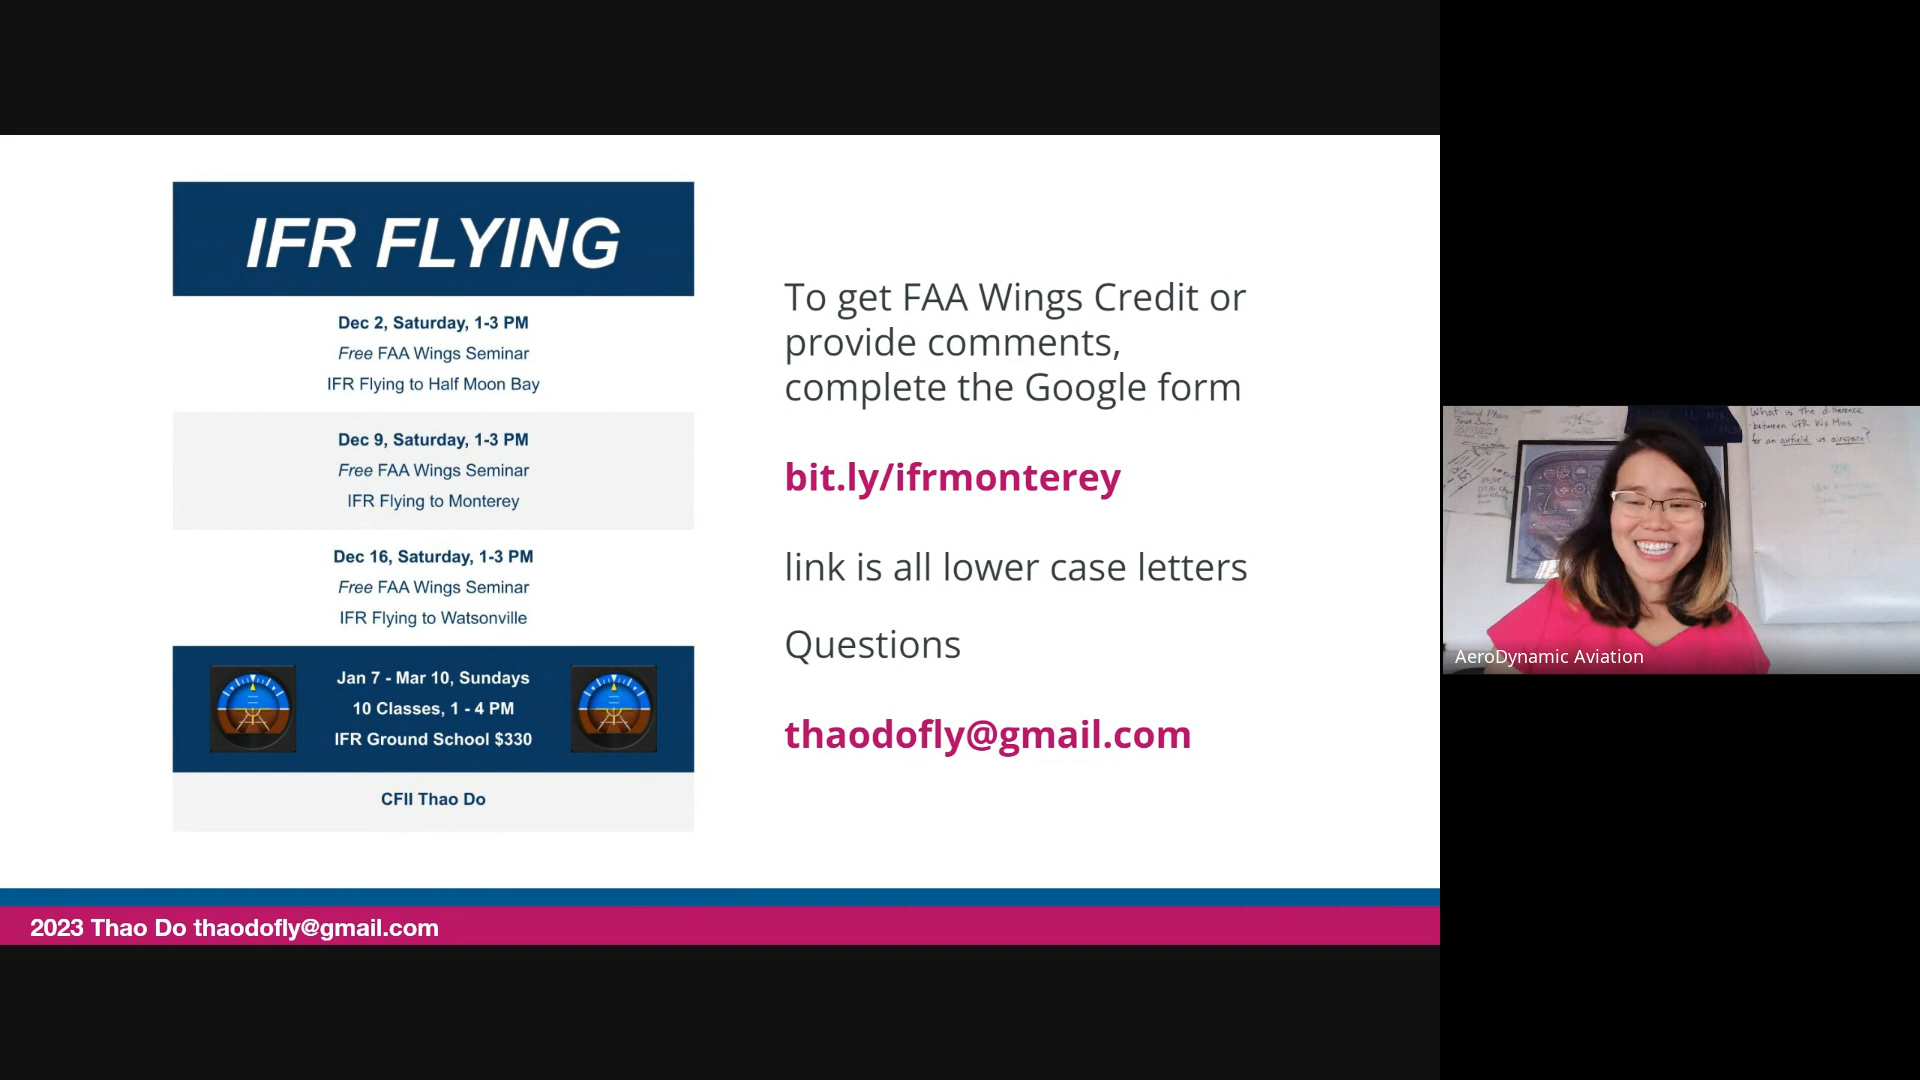 IFR FLYING
Dec 2, Saturday, 1-3 PM
Free FAA Wings Seminar
IFR Flying to Half Moon Bay
Dec 9, Saturday, 1-3 PM
Free FAA Wings Seminar
IFR Flying to Monterey
Dec 16, Saturday, 1-3 PM
Free FAA Wings Seminar
IFR Flying to Watsonville
Jan 7 - Mar 10, Sundays
10 Classes, 1 - 4 PM
IFR Ground School $330
CFII Thao Do
To get FAA Wings Credit or
provide comments,
complete the Google form
bit.ly/ifrmonterey
link is all lower case letters
Questions
thaodofly@gmail.com
2023 Thao Do thaodofly@gmail.com
What is the difference
between VFR Wx Mins
for an airfield vs airspace?
AeroDynamic Aviation